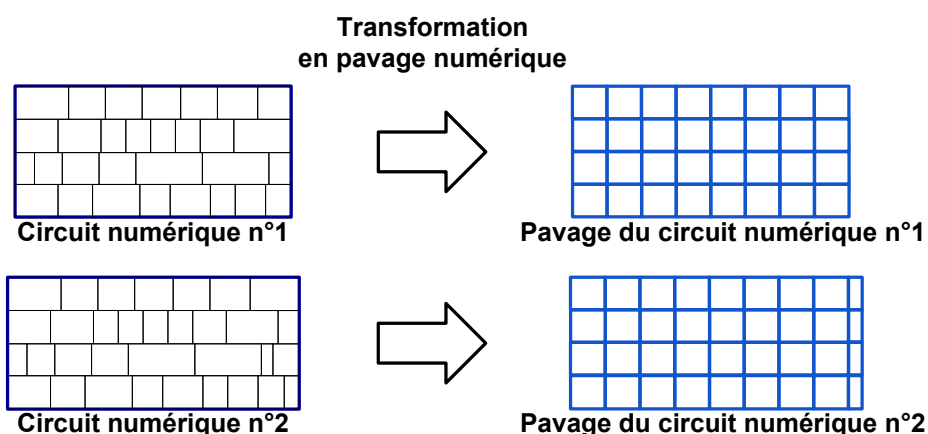 Transformation
en pavage numérique
Circuit numérique n°1
Pavage du circuit numérique n°1
Circuit numérique n°2
Pavage du circuit numérique n°2